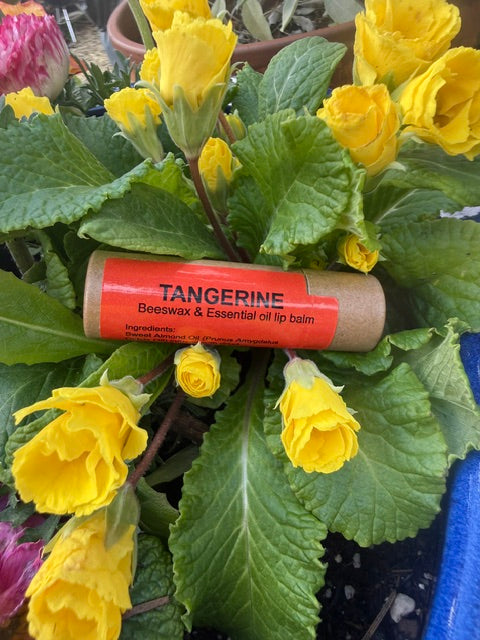 TANGERINE
Beeswax & Essential oil lip balm
Ingredients:
Sweet Almond Oil (Prunus Amygdalus